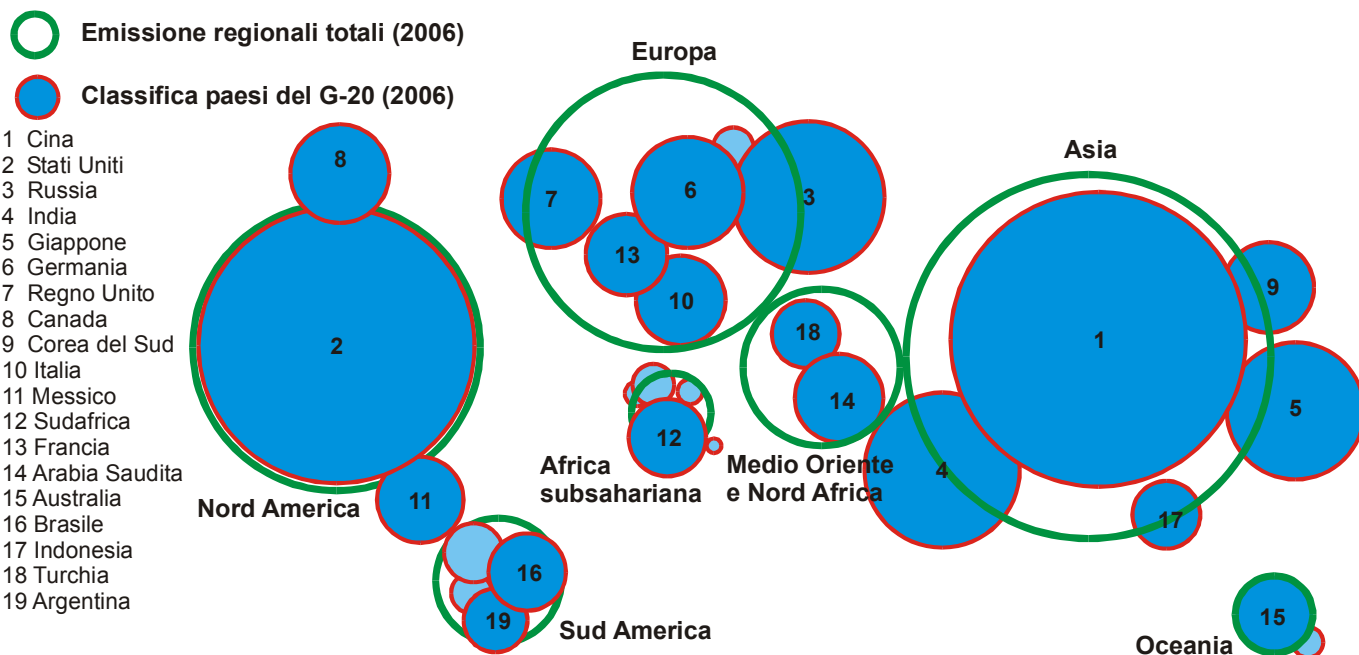 Emissione regionali totali (2006)
Classifica paesi del G-20 (2006)
1 Cina
2 Stati Uniti
3 Russia
4 India
5 Giappone
6 Germania
7 Regno Unito
8 Canada
9 Corea del Sud
10 Italia
11 Messico
12 Sudafrica
13 Francia
14 Arabia Saudita
15 Australia
16 Brasile
17 Indonesia
18 Turchia
19 Argentina
8
2
Nord America
11
16
19
Sud America
Europa
7
6
3
13
10
12
Africa
subsahariana
18
14
Medio Oriente
e Nord Africa
Asia
9
1
5
4
17
15
Oceania